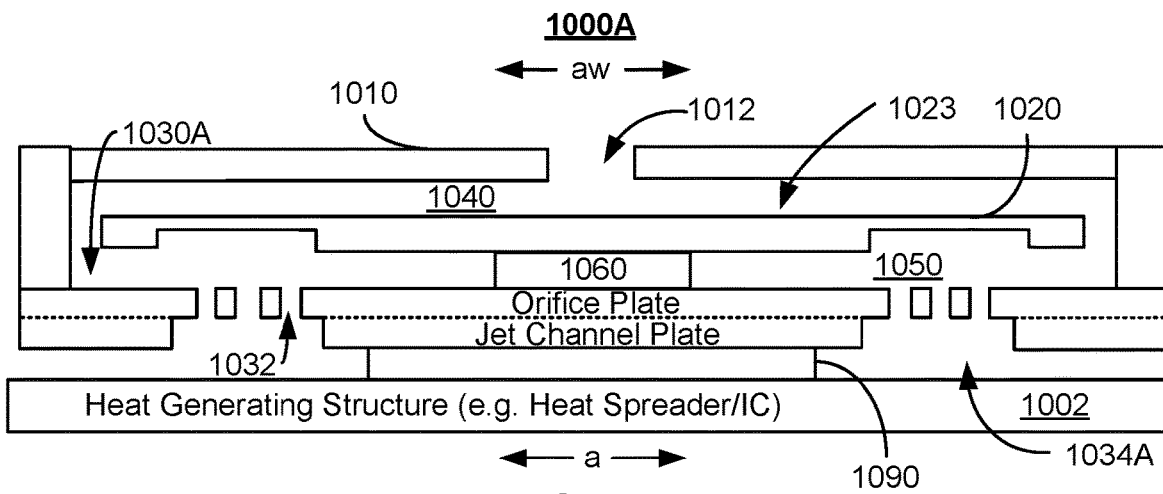 1000A
aw
1010
1012
1023
1020
1030A
1040
1060
1050
Orifice Plate
Jet Channel Plate
1032
Heat Generating Structure (e.g. Heat Spreader/IC)
1002
a
1090
1034A